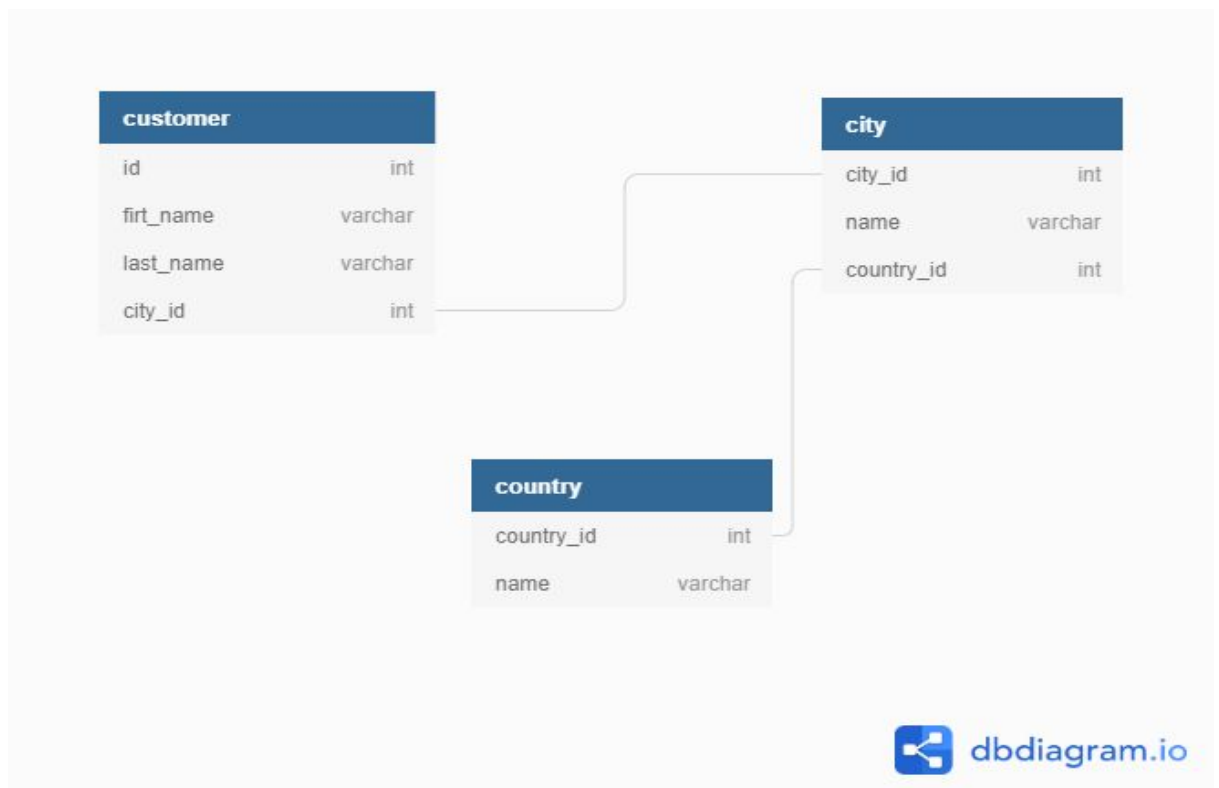 customer
id int
firt_name varchar
last_name varchar
city_id int
city
city_id int
name varchar
country_id int
country
country_id int
name varchar
dbdiagram.io